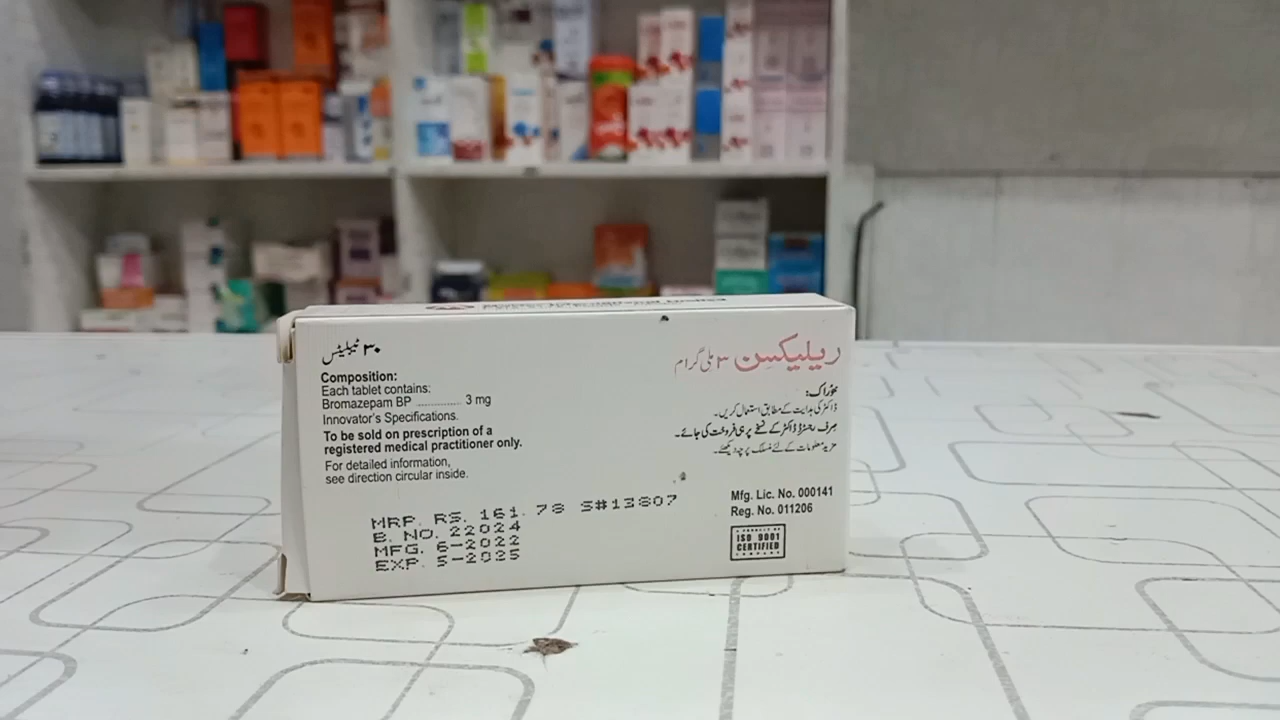 ۳۰ ٹیبلیٹس
Composition:
Each tablet contains:
Bromazepam BP ............. 3 mg
Innovator's Specifications.
To be sold on prescription of a
registered medical practitioner only.
For detailed information,
see direction circular inside.
MRP. RS. 161. 78 S#13807
B. NO. 22024
MFG. 6-2022
EXP. 5-2025
ریلیکسن ۳ ملی گرام
خوراک:
ڈاکٹر کی ہدایت کے مطابق استعمال کریں۔
صرف رجسٹرڈ ڈاکٹر کے نسخے پر ہی فروخت کی جائے۔
مزید معلومات کے لئے منسلک پرچہ دیکھئے۔
Mfg. Lic. No. 000141
Reg. No. 011206
ISO 9001
CERTIFIED
COMPANY